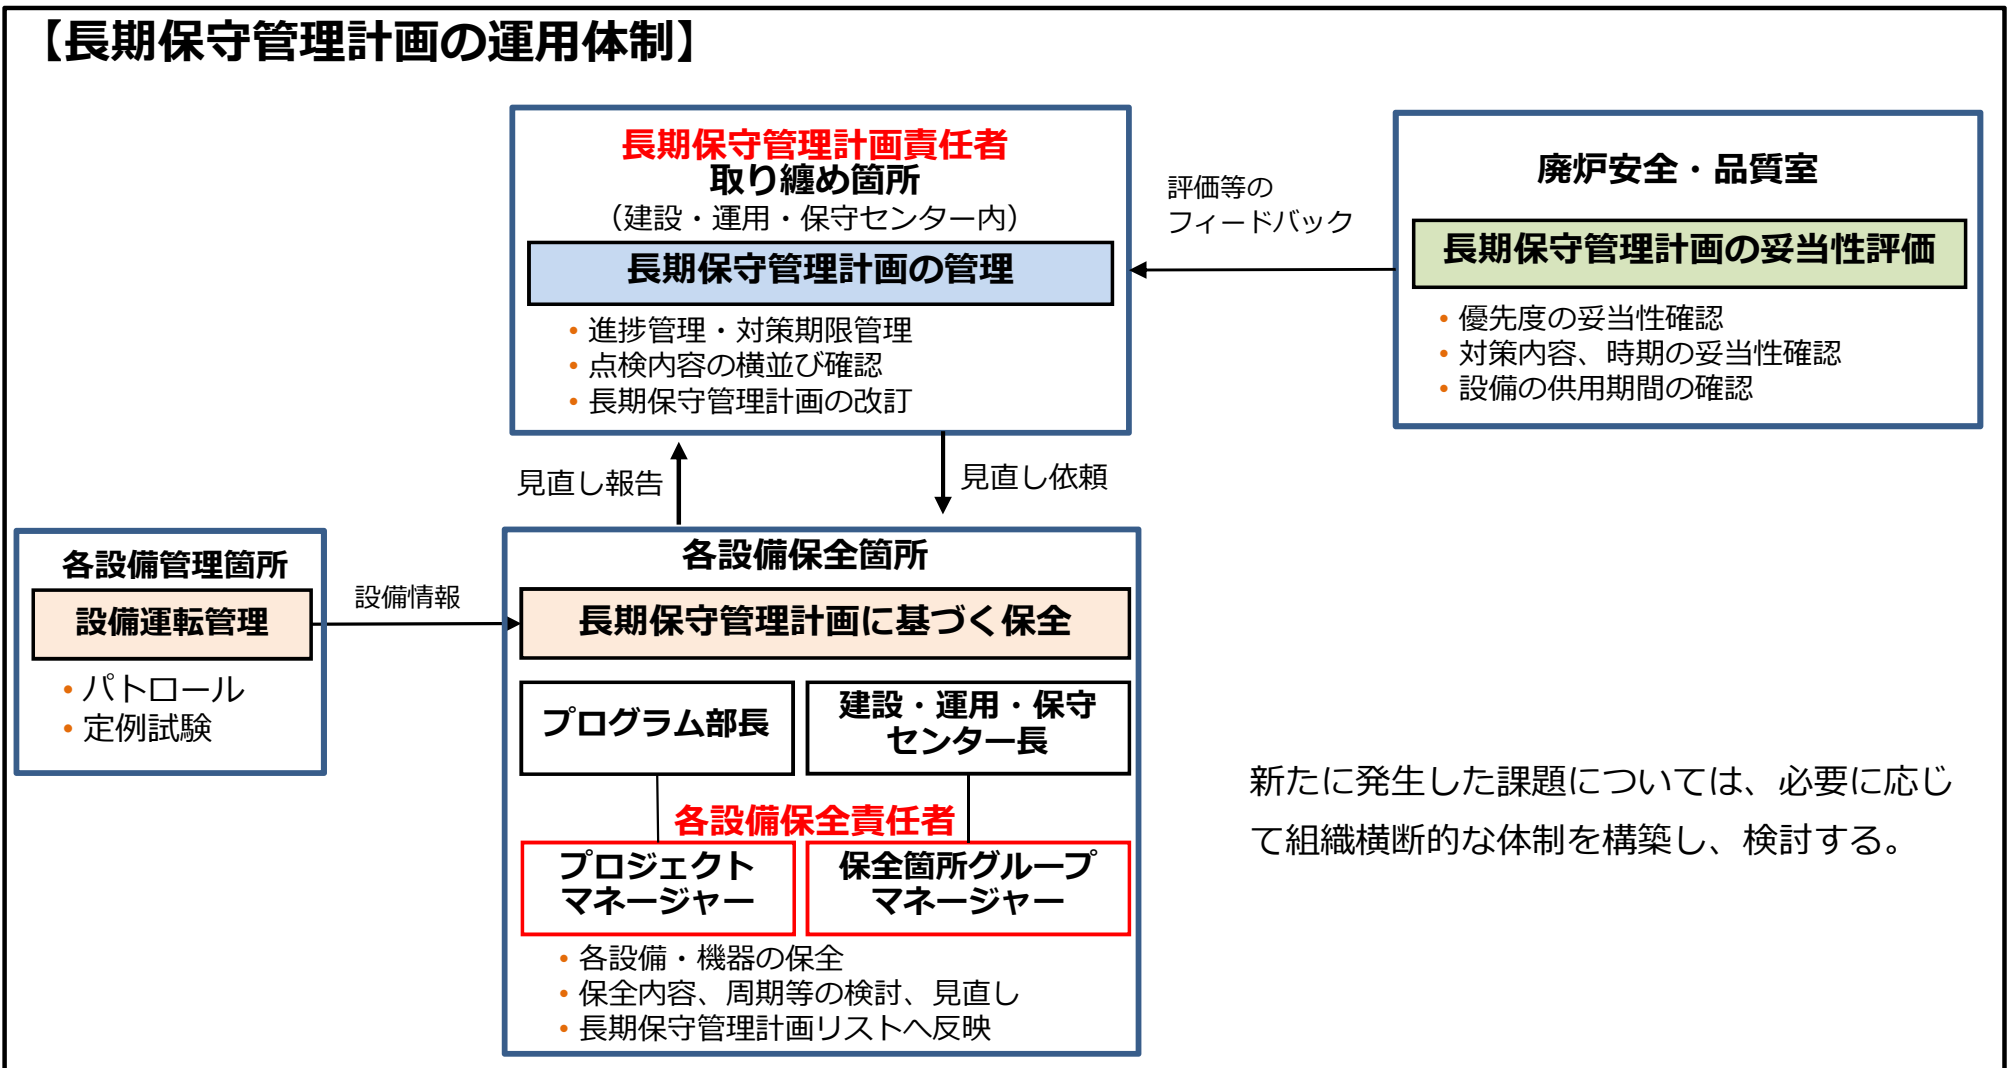 【長期保守管理計画の運用体制】
長期保守管理計画責任者
取り纏め箇所
（建設・運用・保守センター内）
長期保守管理計画の管理
・進捗管理・対策期限管理
・点検内容の横並び確認
・長期保守管理計画の改訂
評価等の
フィードバック
廃炉安全・品質室
長期保守管理計画の妥当性評価
・優先度の妥当性確認
・対策内容、時期の妥当性確認
・設備の供用期間の確認
見直し報告
見直し依頼
各設備管理箇所
設備運転管理
・パトロール
・定例試験
設備情報
各設備保全箇所
長期保守管理計画に基づく保全
プログラム部長
建設・運用・保守
センター長
各設備保全責任者
プロジェクト
マネージャー
保全箇所グループ
マネージャー
・各設備・機器の保全
・保全内容、周期等の検討、見直し
・長期保守管理計画リストへ反映
新たに発生した課題については、必要に応じ
て組織横断的な体制を構築し、検討する。